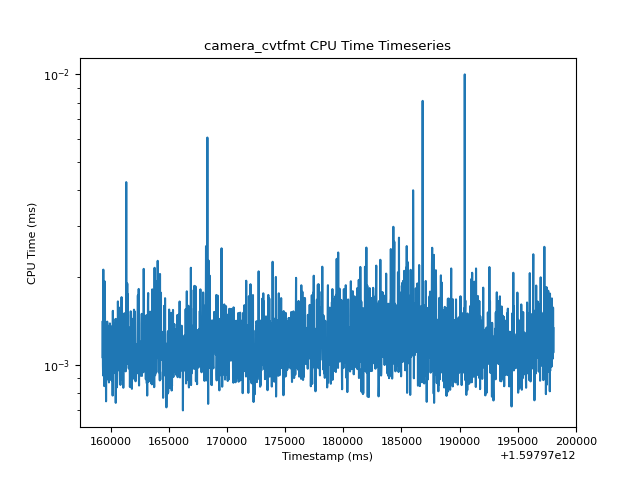 camera_cvtfmt CPU Time Timeseries
CPU Time (ms)
10^{-2}
10^{-3}
160000 165000 170000 175000 180000 185000 190000 195000 200000
Timestamp (ms)
+1.59797e12